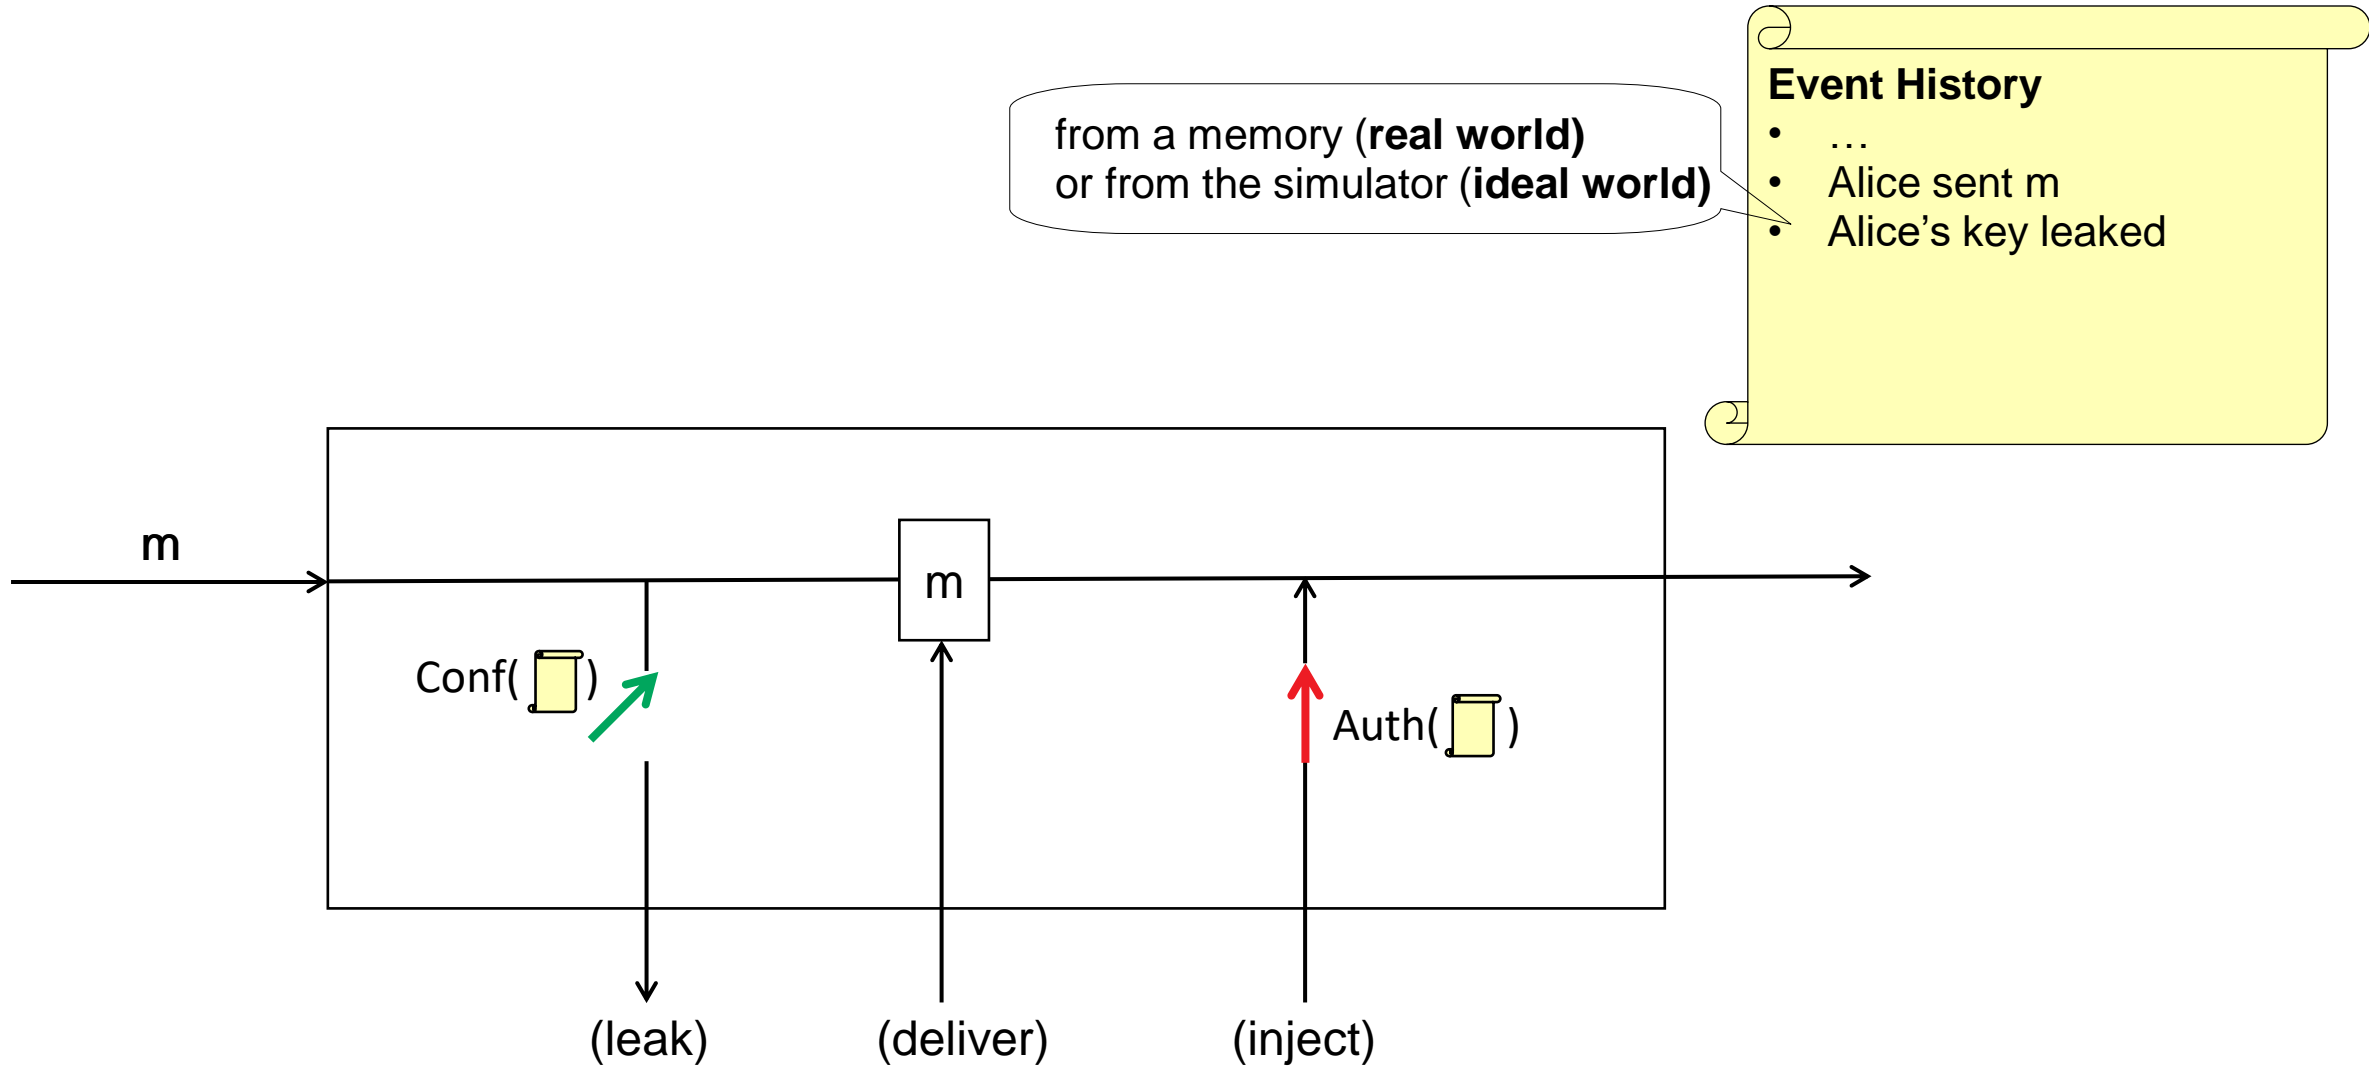 Event History
• …
• Alice sent m
• Alice’s key leaked
from a memory (real world)
or from the simulator (ideal world)
m
m
Conf( )
Auth( )
(leak)
(deliver)
(inject)